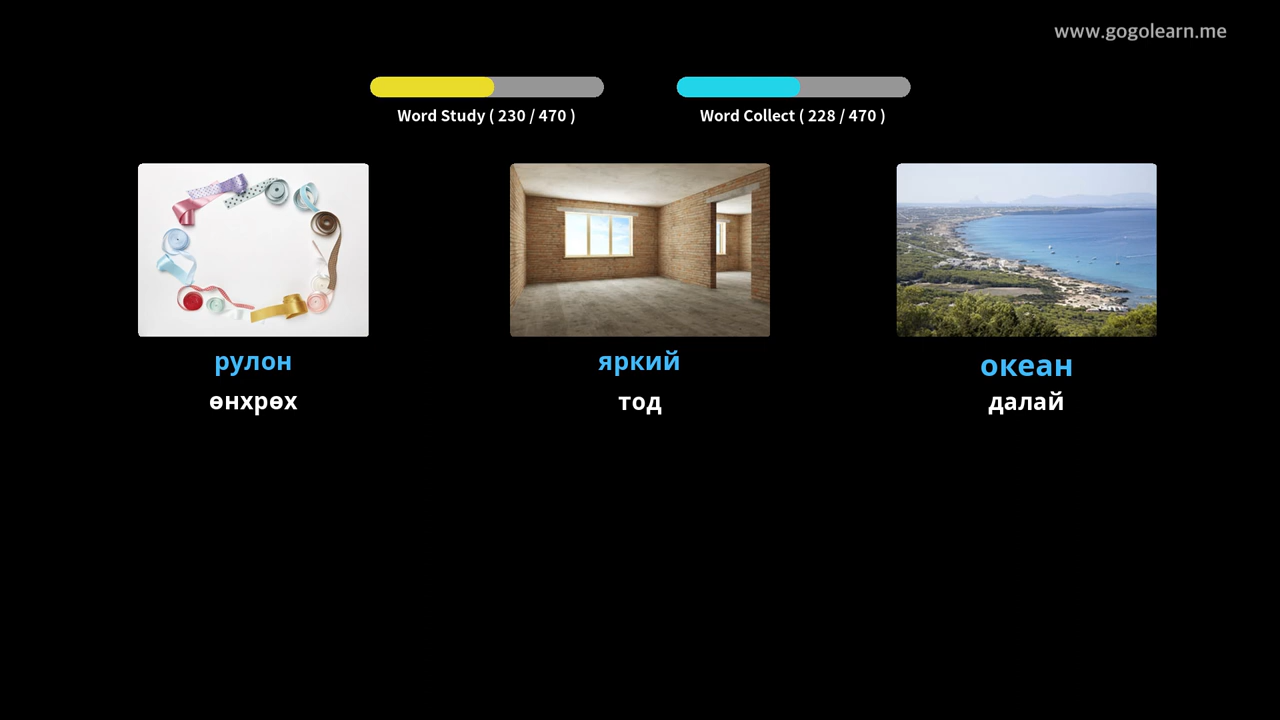 www.gogolearn.me
Word Study ( 230 / 470 )
Word Collect ( 228 / 470 )
рулон
яркий
океан
өнхрөх
тод
далай